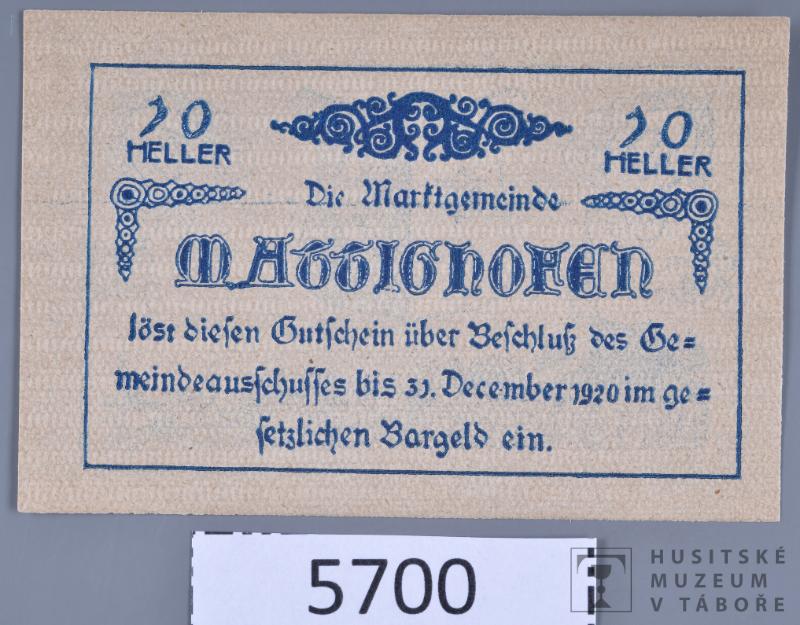 10 HELLER
10 HELLER
Die Marktgemeinde
MATTIGHOFEN
löst diesen Gutschein über Beschluß des Ge=
meindeausschusses bis 31. December 1920 im ge=
setzlichen Bargeld ein.
5700
HUSITSKÉ
MUZEUM
V TÁBOŘE